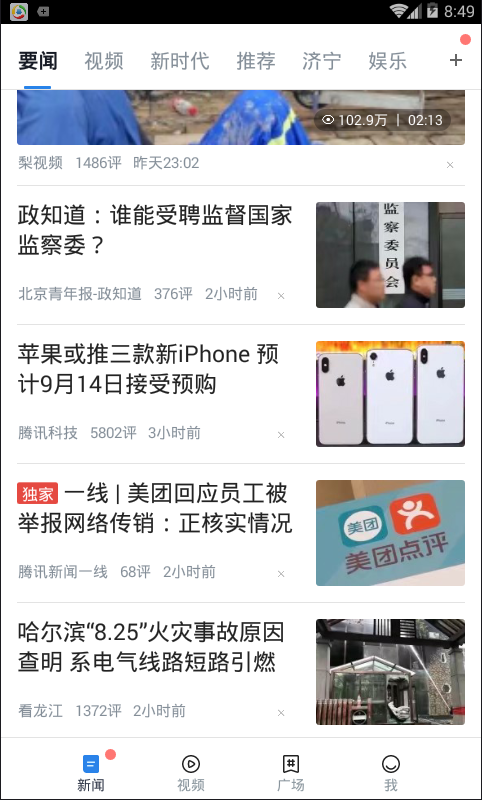 8:49
要闻 视频 新时代 推荐 济宁 娱乐 +
102.9万 | 02:13
梨视频 1486评 昨天23:02 ×
政知道：谁能受聘监督国家
监察委？
监察委员会
北京青年报-政知道 376评 2小时前 ×
苹果或推三款新iPhone 预
计9月14日接受预购
腾讯科技 5802评 3小时前 ×
独家 一线 | 美团回应员工被
举报网络传销：正核实情况
美团
美团点评
腾讯新闻一线 68评 2小时前 ×
哈尔滨“8.25”火灾事故原因
查明 系电气线路短路引燃
看龙江 1372评 2小时前 ×
新闻 视频 广场 我